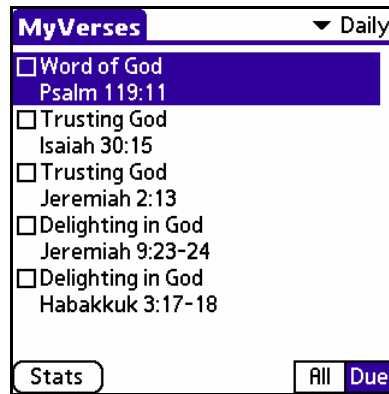 MyVerses Daily
Word of God
Psalm 119:11
Trusting God
Isaiah 30:15
Trusting God
Jeremiah 2:13
Delighting in God
Jeremiah 9:23-24
Delighting in God
Habakkuk 3:17-18
Stats All Due